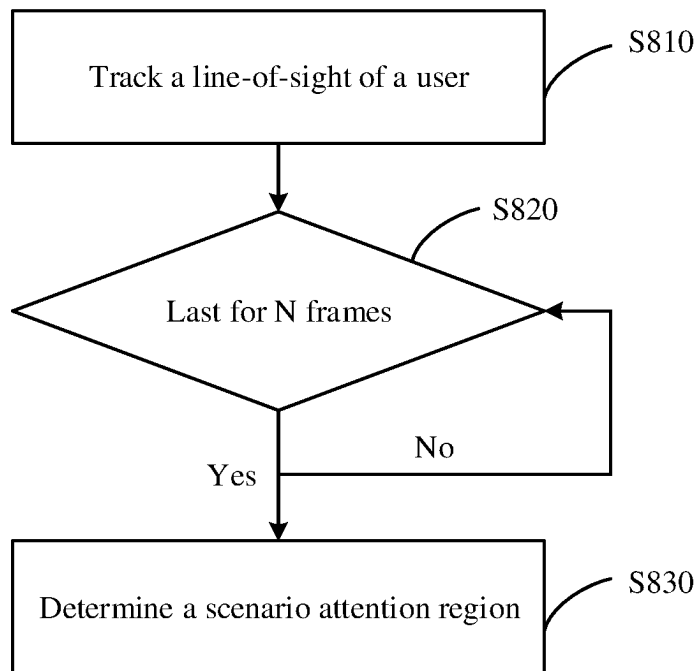 S810
Track a line-of-sight of a user
S820
Last for N frames
No
Yes
S830
Determine a scenario attention region